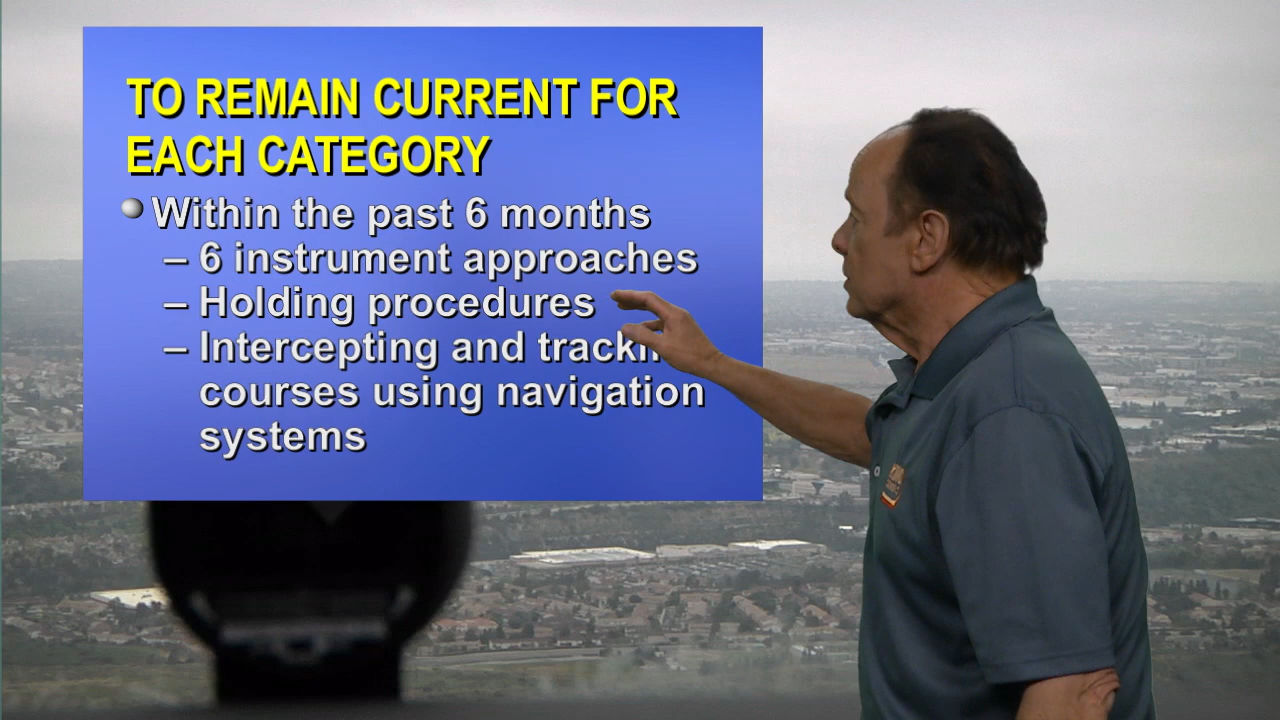 TO REMAIN CURRENT FOR
EACH CATEGORY
Within the past 6 months
– 6 instrument approaches
– Holding procedures
– Intercepting and
courses using navigation
systems